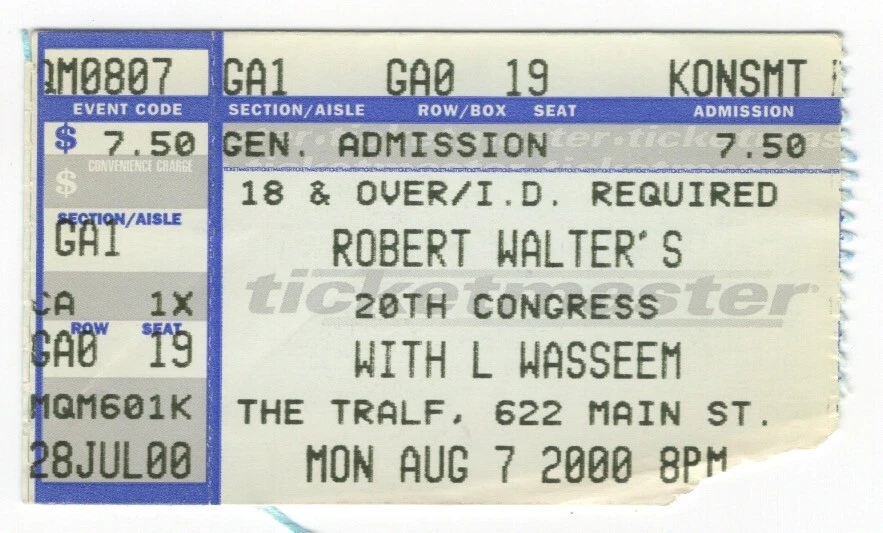 QM0807 GA1 GA0 19 KONSMT
EVENT CODE SECTION/AISLE ROW/BOX SEAT ADMISSION
$ 7.50 GEN. ADMISSION 7.50
CONVENIENCE CHARGE
$
18 & OVER/I.D. REQUIRED
SECTION/AISLE
GA1
ROBERT WALTER'S
ticketmaster
CA 1X
20TH CONGRESS
ROW SEAT
GA0 19
WITH L WASSEEM
MQM601K
THE TRALF, 622 MAIN ST.
28JUL00
MON AUG 7 2000 8PM